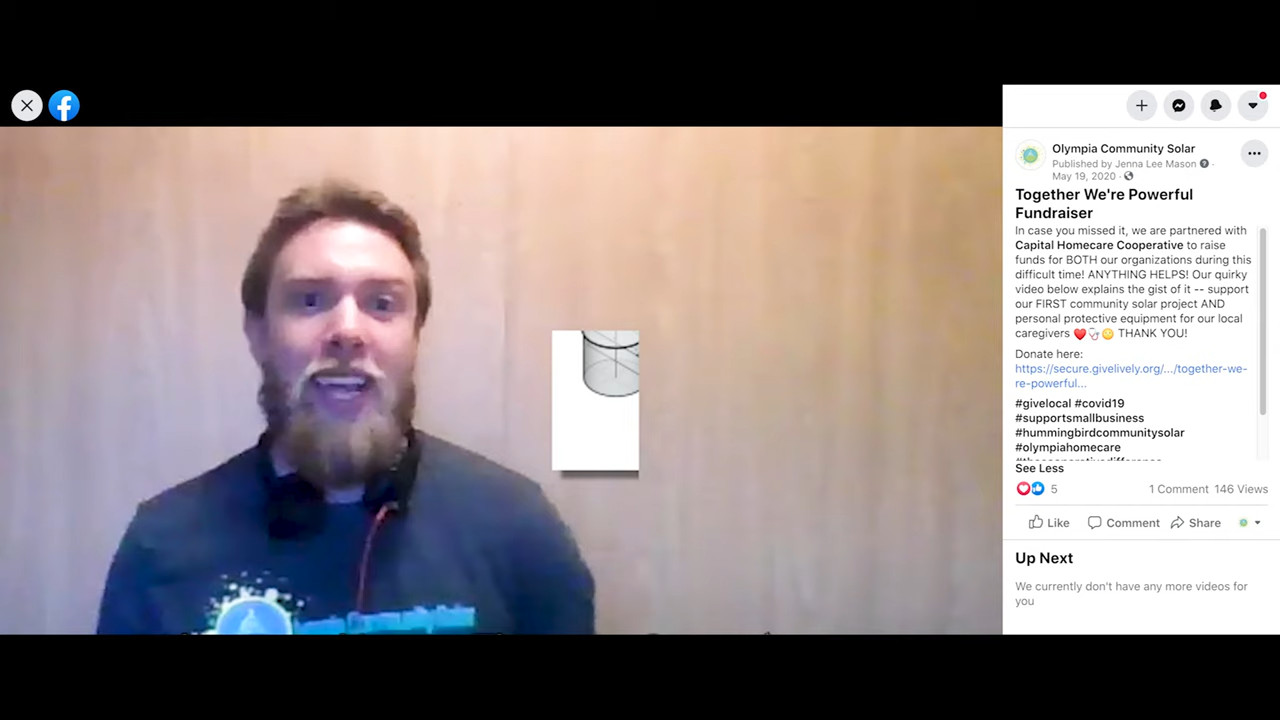 Olympia Community Solar
Published by Jenna Lee Mason
May 19, 2020
Together We're Powerful
Fundraiser
In case you missed it, we are partnered with
Capital Homecare Cooperative to raise
funds for BOTH our organizations during this
difficult time! ANYTHING HELPS! Our quirky
video below explains the gist of it -- support
our FIRST community solar project AND
personal protective equipment for our local
caregivers ❤️🩺😳 THANK YOU!
Donate here:
https://secure.givelively.org/.../together-we-
re-powerful...
#givelocal #covid19
#supportsmallbusiness
#hummingbirdcommunitysolar
#olympiahomecare
See Less
5 1 Comment 146 Views
Like Comment Share
Up Next
We currently don't have any more videos for
you